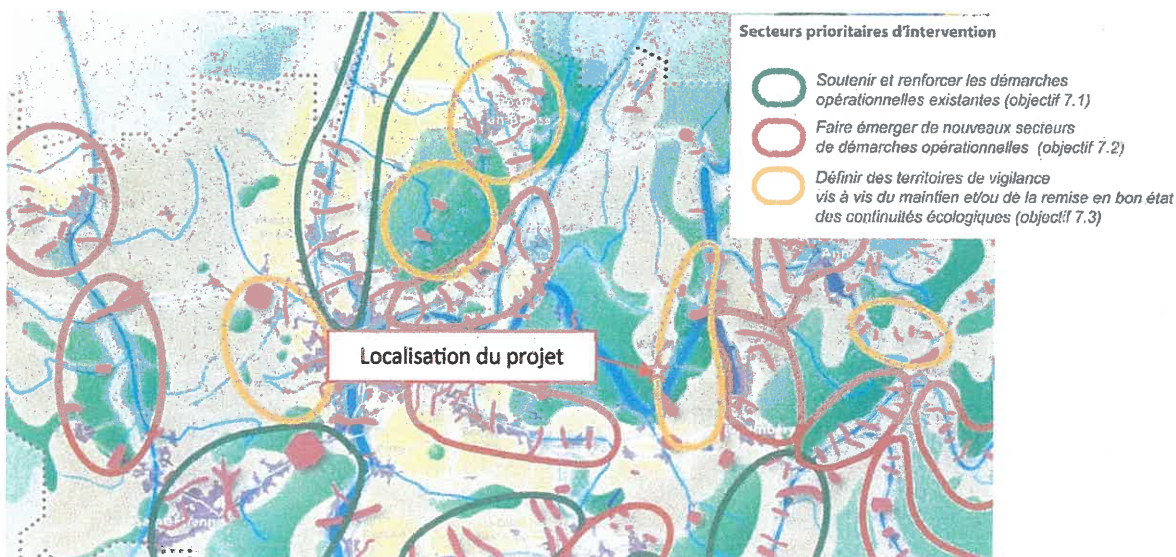 Secteurs prioritaires d'intervention
Soutenir et renforcer les démarches
opérationnelles existantes (objectif 7.1)
Faire émerger de nouveaux secteurs
de démarches opérationnelles (objectif 7.2)
Définir des territoires de vigilance
vis à vis du maintien et/ou de la remise en bon état
des continuités écologiques (objectif 7.3)
Localisation du projet